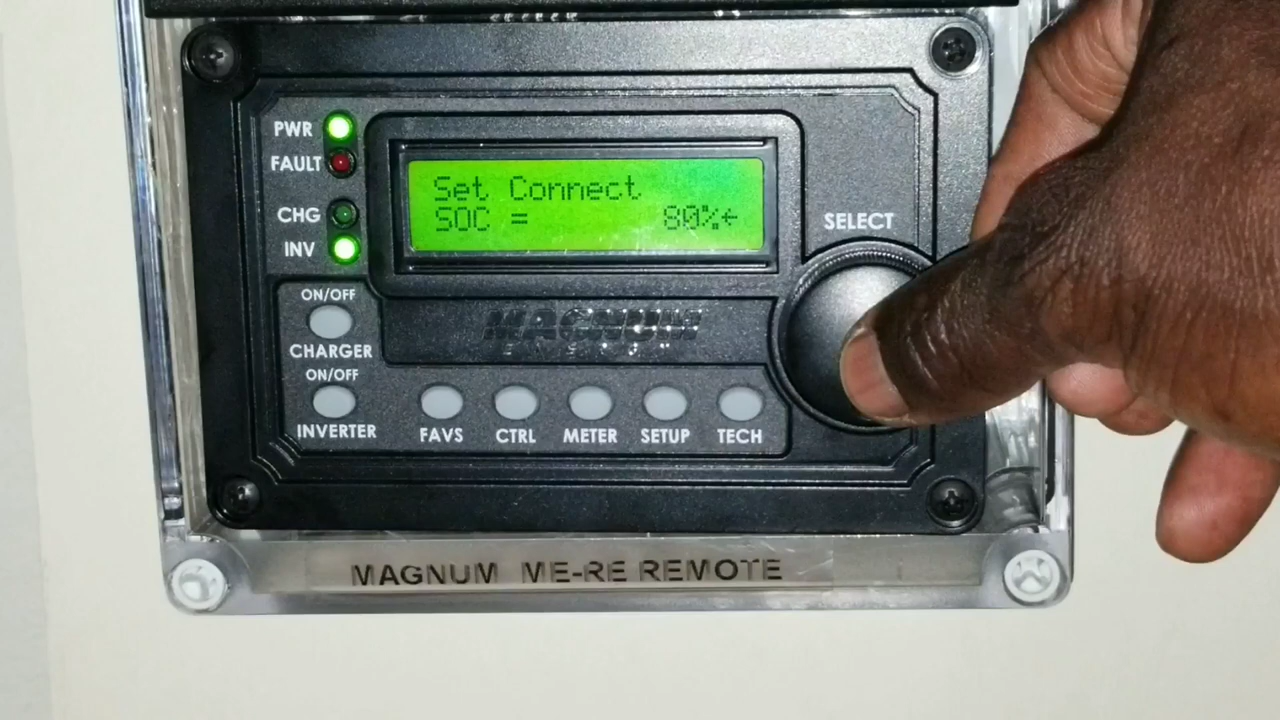 PWR
FAULT
CHG
INV
Set Connect
SOC = 80%←
SELECT
ON/OFF
CHARGER
ON/OFF
INVERTER
MAGNUM
FAVS
CTRL
METER
SETUP
TECH
MAGNUM ME-RE REMOTE